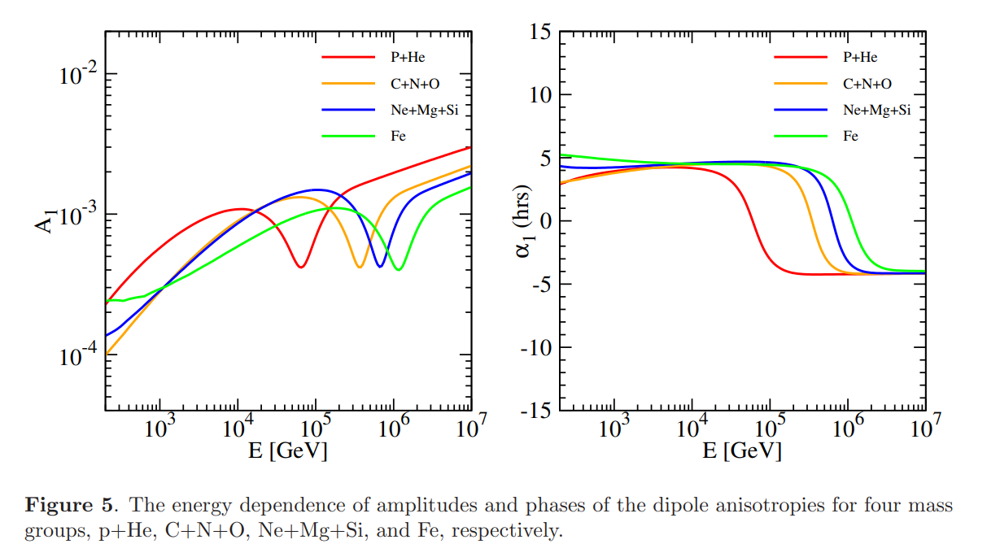 10^-2
10^-3
10^-4
A_1
P+He
C+N+O
Ne+Mg+Si
Fe
10^3 10^4 10^5 10^6 10^7
E [GeV]
15
10
5
0
-5
-10
-15
α_1 (hrs)
P+He
C+N+O
Ne+Mg+Si
Fe
10^3 10^4 10^5 10^6 10^7
E [GeV]
Figure 5. The energy dependence of amplitudes and phases of the dipole anisotropies for four mass
groups, p+He, C+N+O, Ne+Mg+Si, and Fe, respectively.